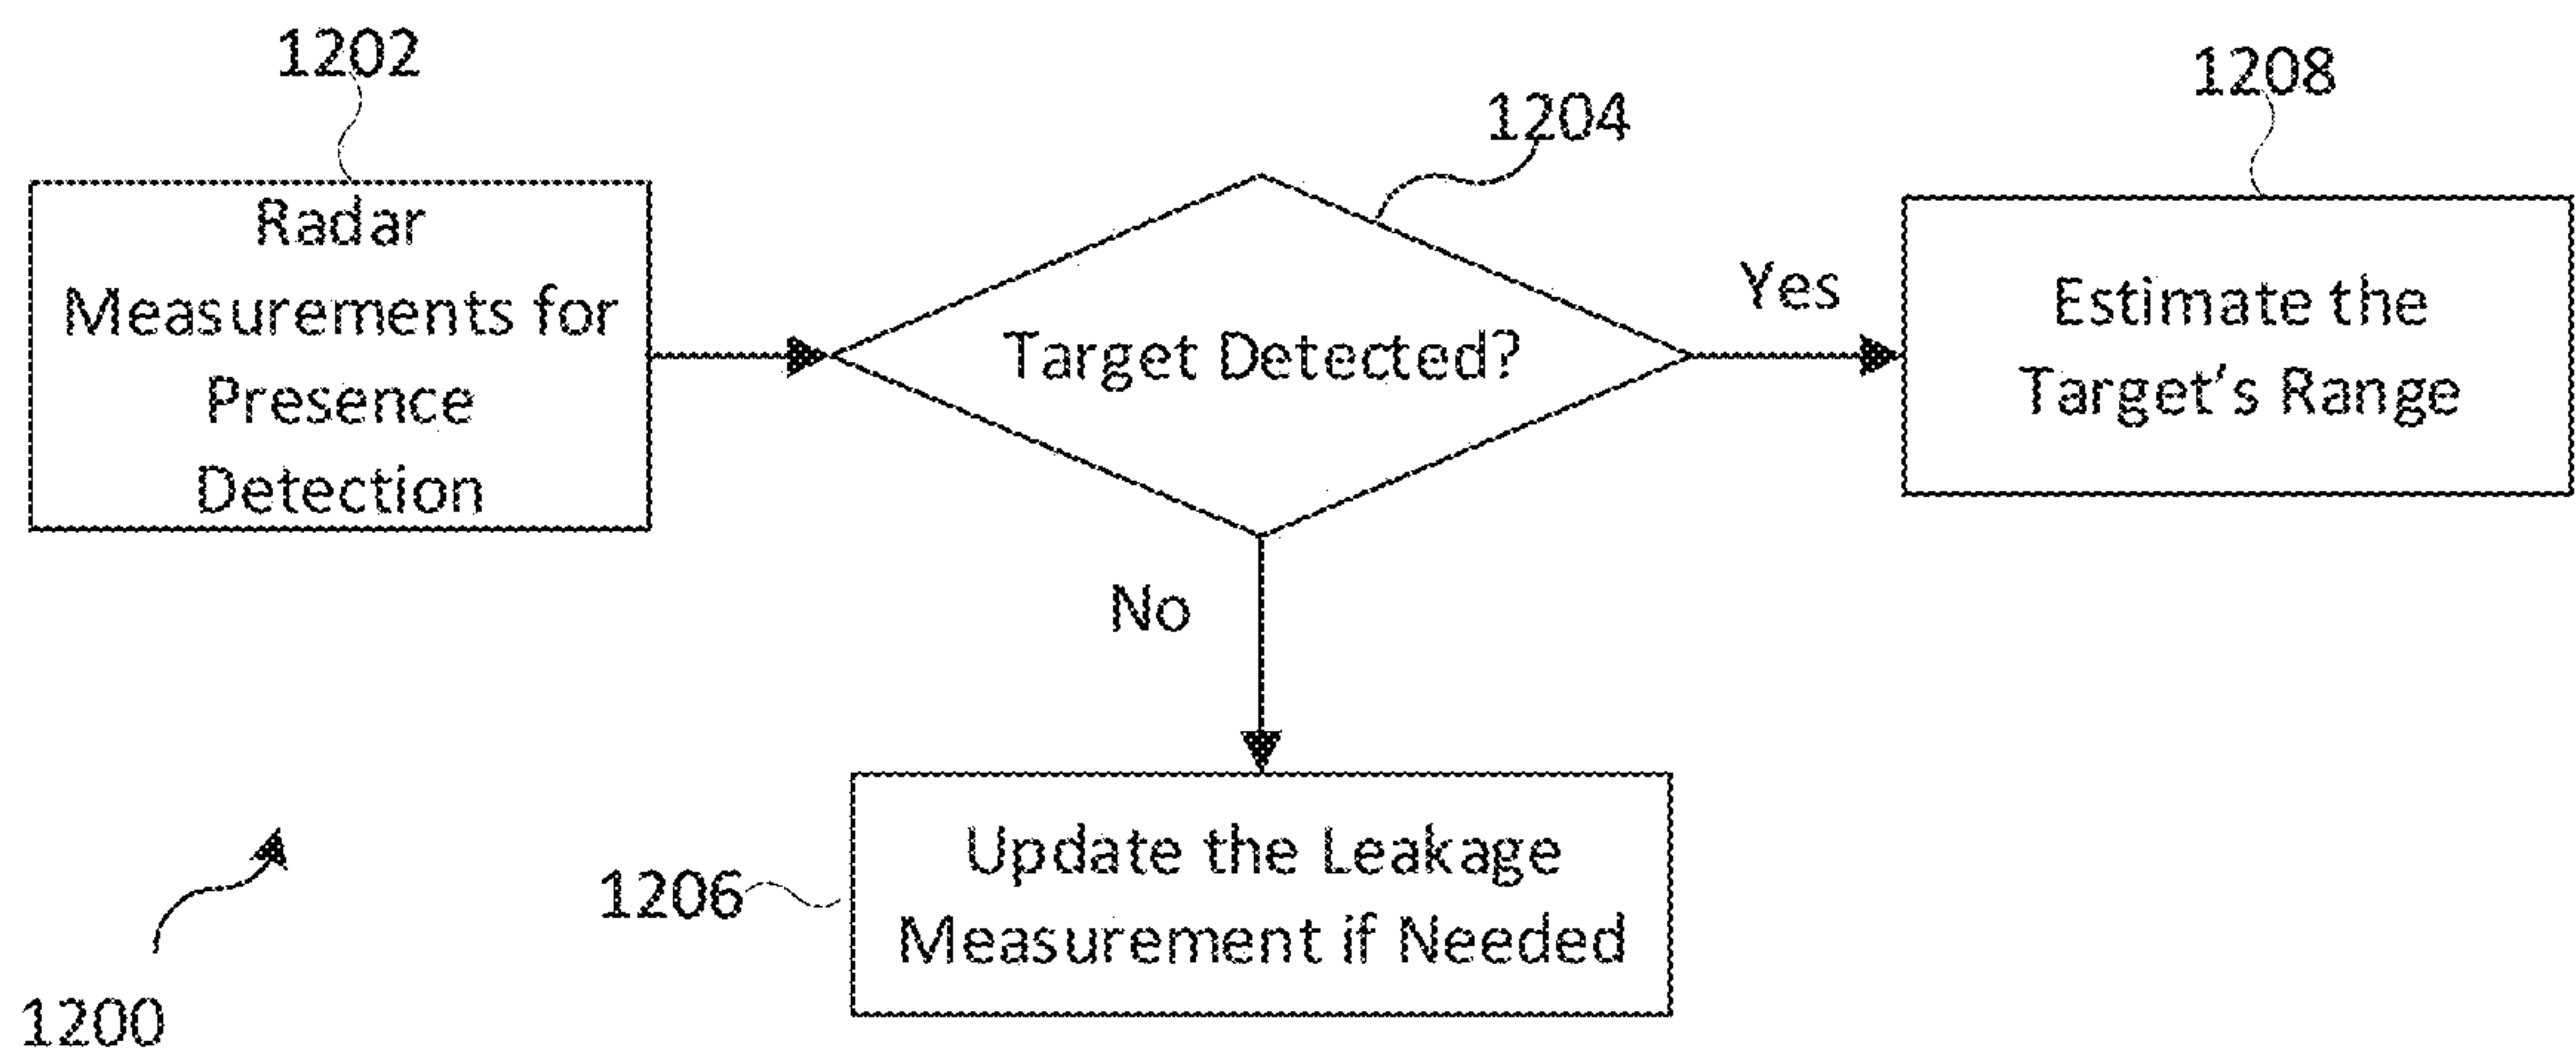 1202
Radar
Measurements for
Presence
Detection
1204
Target Detected?
Yes
1208
Estimate the
Target's Range
No
1206
Update the Leakage
Measurement if Needed
1200